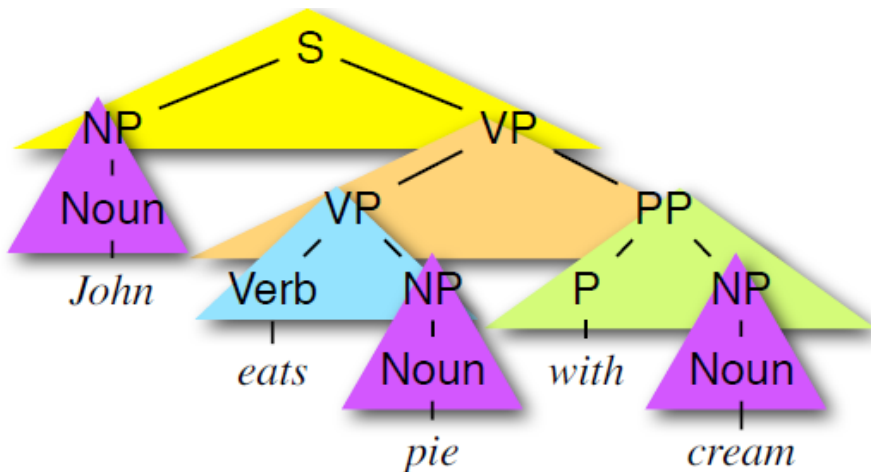 S
NP VP
Noun VP PP
John Verb NP P NP
eats Noun with Noun
pie cream